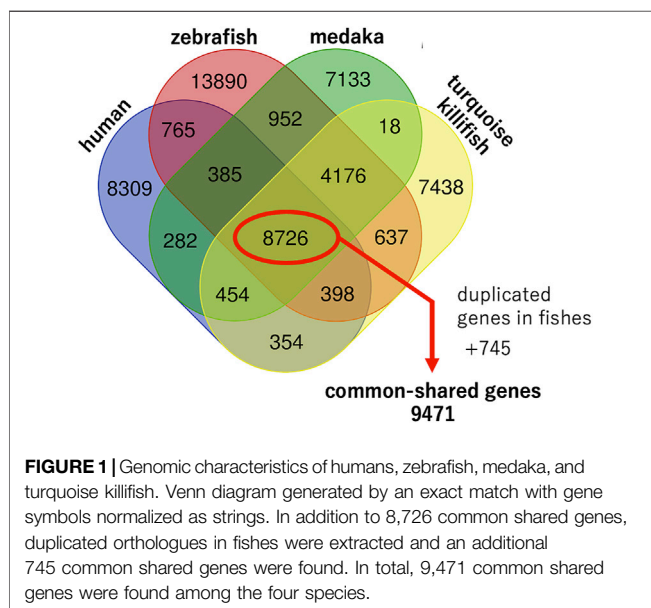 zebrafish
medaka
human
turquoise
killifish
13890
7133
765
952
18
8309
385
4176
7438
282
8726
637
454
398
354
duplicated
genes in fishes
+745
common-shared genes
9471
FIGURE 1 | Genomic characteristics of humans, zebrafish, medaka, and
turquoise killifish. Venn diagram generated by an exact match with gene
symbols normalized as strings. In addition to 8,726 common shared genes,
duplicated orthologues in fishes were extracted and an additional
745 common shared genes were found. In total, 9,471 common shared
genes were found among the four species.